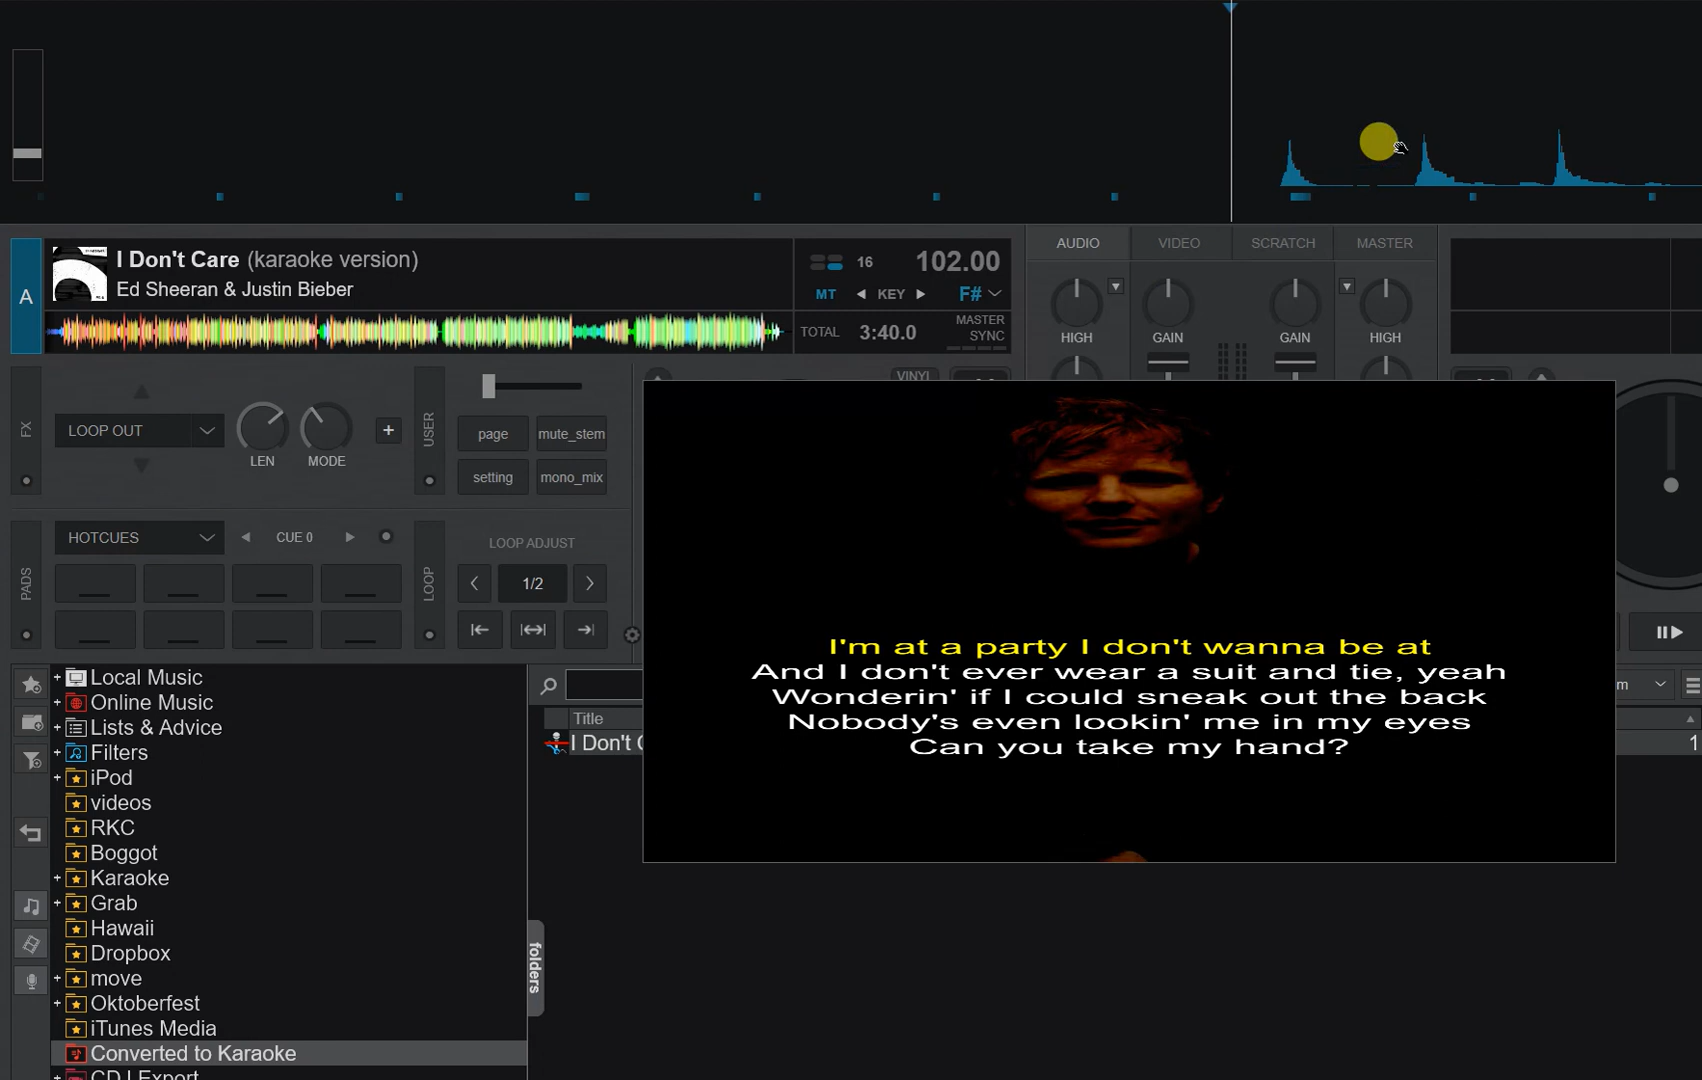 A
I Don't Care (karaoke version)
Ed Sheeran & Justin Bieber
16
102.00
MT
KEY
F#
TOTAL
3:40.0
MASTER
SYNC
AUDIO
VIDEO
SCRATCH
MASTER
HIGH
GAIN
GAIN
HIGH
VINYL
FX
LOOP OUT
LEN
MODE
+
USER
page
mute_stem
setting
mono_mix
PADS
HOTCUES
CUE 0
LOOP
LOOP ADJUST
1/2
I'm at a party I don't wanna be at
And I don't ever wear a suit and tie, yeah
Wonderin' if I could sneak out the back
Nobody's even lookin' me in my eyes
Can you take my hand?
Local Music
Online Music
Lists & Advice
Filters
iPod
videos
RKC
Boggot
Karaoke
Grab
Hawaii
Dropbox
move
Oktoberfest
iTunes Media
Converted to Karaoke
CDJ Export
folders
Title
I Don't C
m
1